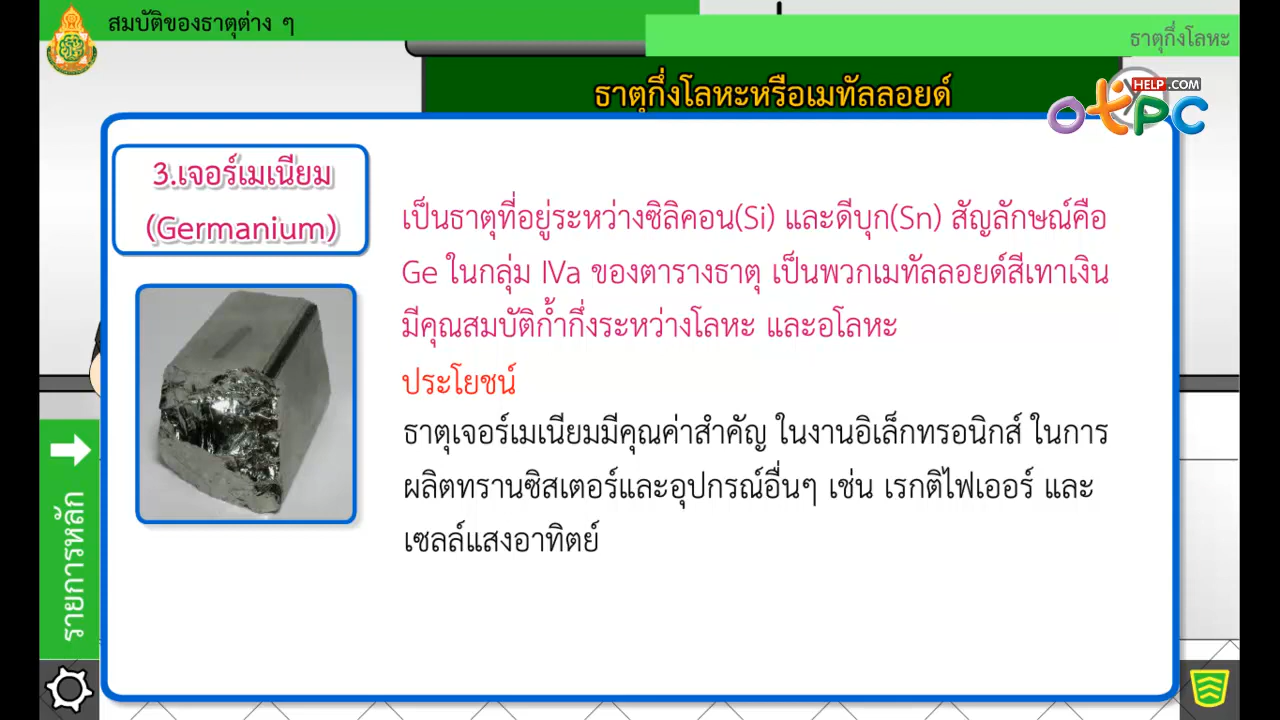 สมบัติของธาตุต่าง ๆ
ธาตุกึ่งโลหะ
ธาตุกึ่งโลหะหรือเมทัลลอยด์
HELP.COM
OTPC
3.เจอร์เมเนียม
(Germanium)
เป็นธาตุที่อยู่ระหว่างซิลิคอน(Si) และดีบุก(Sn) สัญลักษณ์คือ
Ge ในกลุ่ม IVa ของตารางธาตุ เป็นพวกเมทัลลอยด์สีเทาเงิน
มีคุณสมบัติก้ำกึ่งระหว่างโลหะ และอโลหะ
ประโยชน์
ธาตุเจอร์เมเนียมมีคุณค่าสำคัญ ในงานอิเล็กทรอนิกส์ ในการ
ผลิตทรานซิสเตอร์และอุปกรณ์อื่นๆ เช่น เรกติไฟเออร์ และ
เซลล์แสงอาทิตย์
รายการหลัก